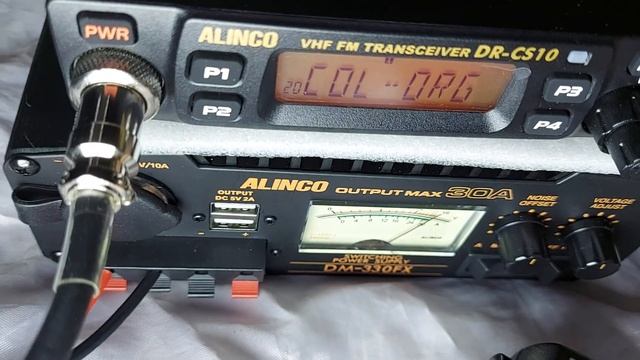 PWR
ALINCO
VHF FM TRANSCEIVER DR-CS10
P1
20 COL--ORG
P2
P3
P4
V/10A
ALINCO
OUTPUT MAX 30A
OUTPUT
DC 5V 2A
NOISE
OFFSET
VOLTAGE
ADJUST
SWITCHING
POWER SUPPLY
DM-330FX